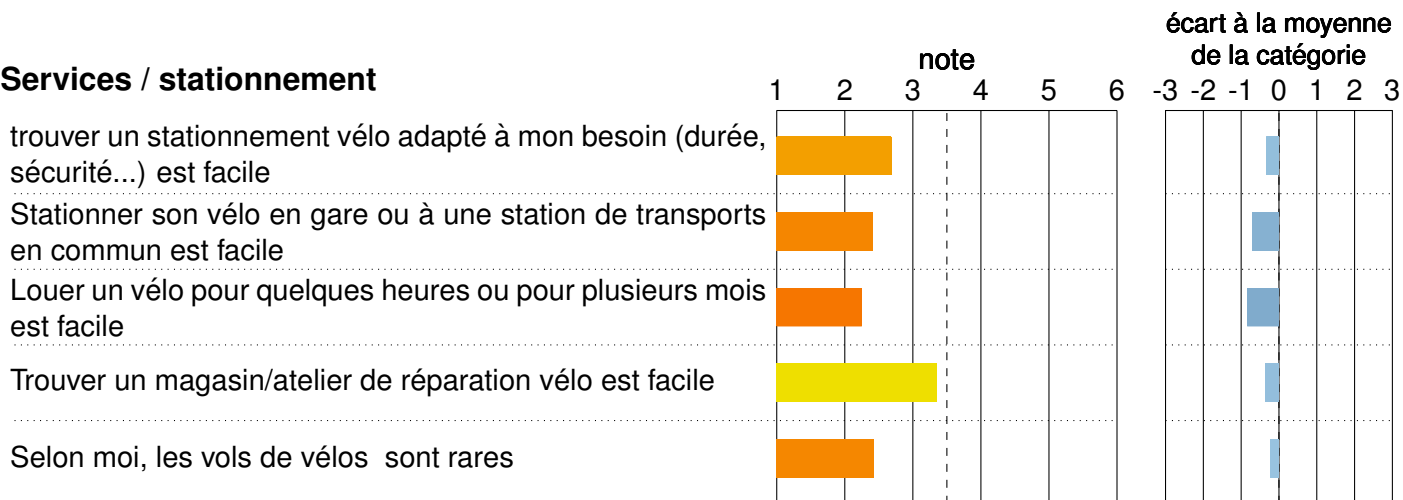 écart à la moyenne
note de la catégorie
Services / stationnement
1 2 3 4 5 6 -3 -2 -1 0 1 2 3
trouver un stationnement vélo adapté à mon besoin (durée,
sécurité...) est facile
Stationner son vélo en gare ou à une station de transports
en commun est facile
Louer un vélo pour quelques heures ou pour plusieurs mois
est facile
Trouver un magasin/atelier de réparation vélo est facile
Selon moi, les vols de vélos sont rares